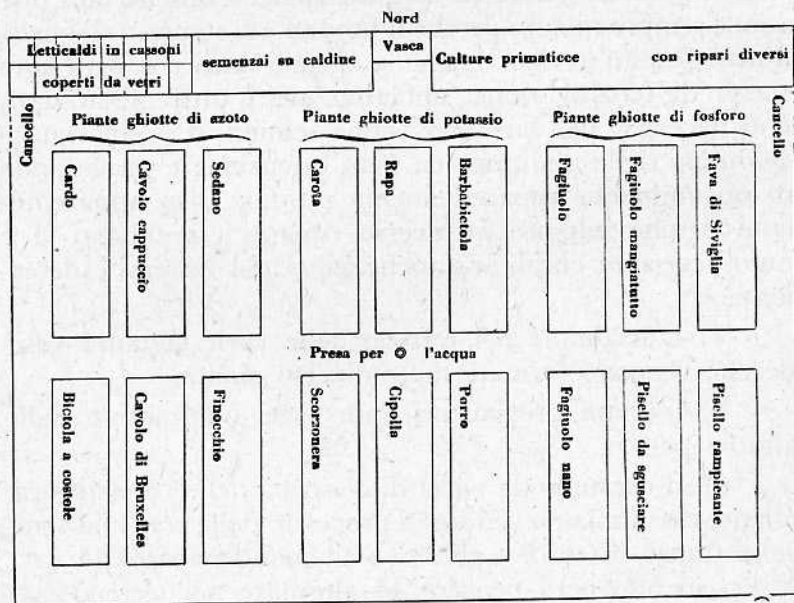 Nord
Letticaldi in cassoni
coperti da vetri
semenzai su caldine
Vasca
Culture primaticce con ripari diversi
Cancello
Piante ghiotte di azoto
Piante ghiotte di potassio
Piante ghiotte di fosforo
Cancello
Cardo
Cavolo cappuccio
Sedano
Carota
Rapa
Barbabietola
Fagiuolo
Fagiuolo mangiatutto
Fava di Siviglia
Presa per l'acqua
Bietola a costole
Cavolo di Bruxelles
Finocchio
Scorzonera
Cipolla
Porro
Fagiuolo nano
Pisello da sgusciare
Pisello rampicante